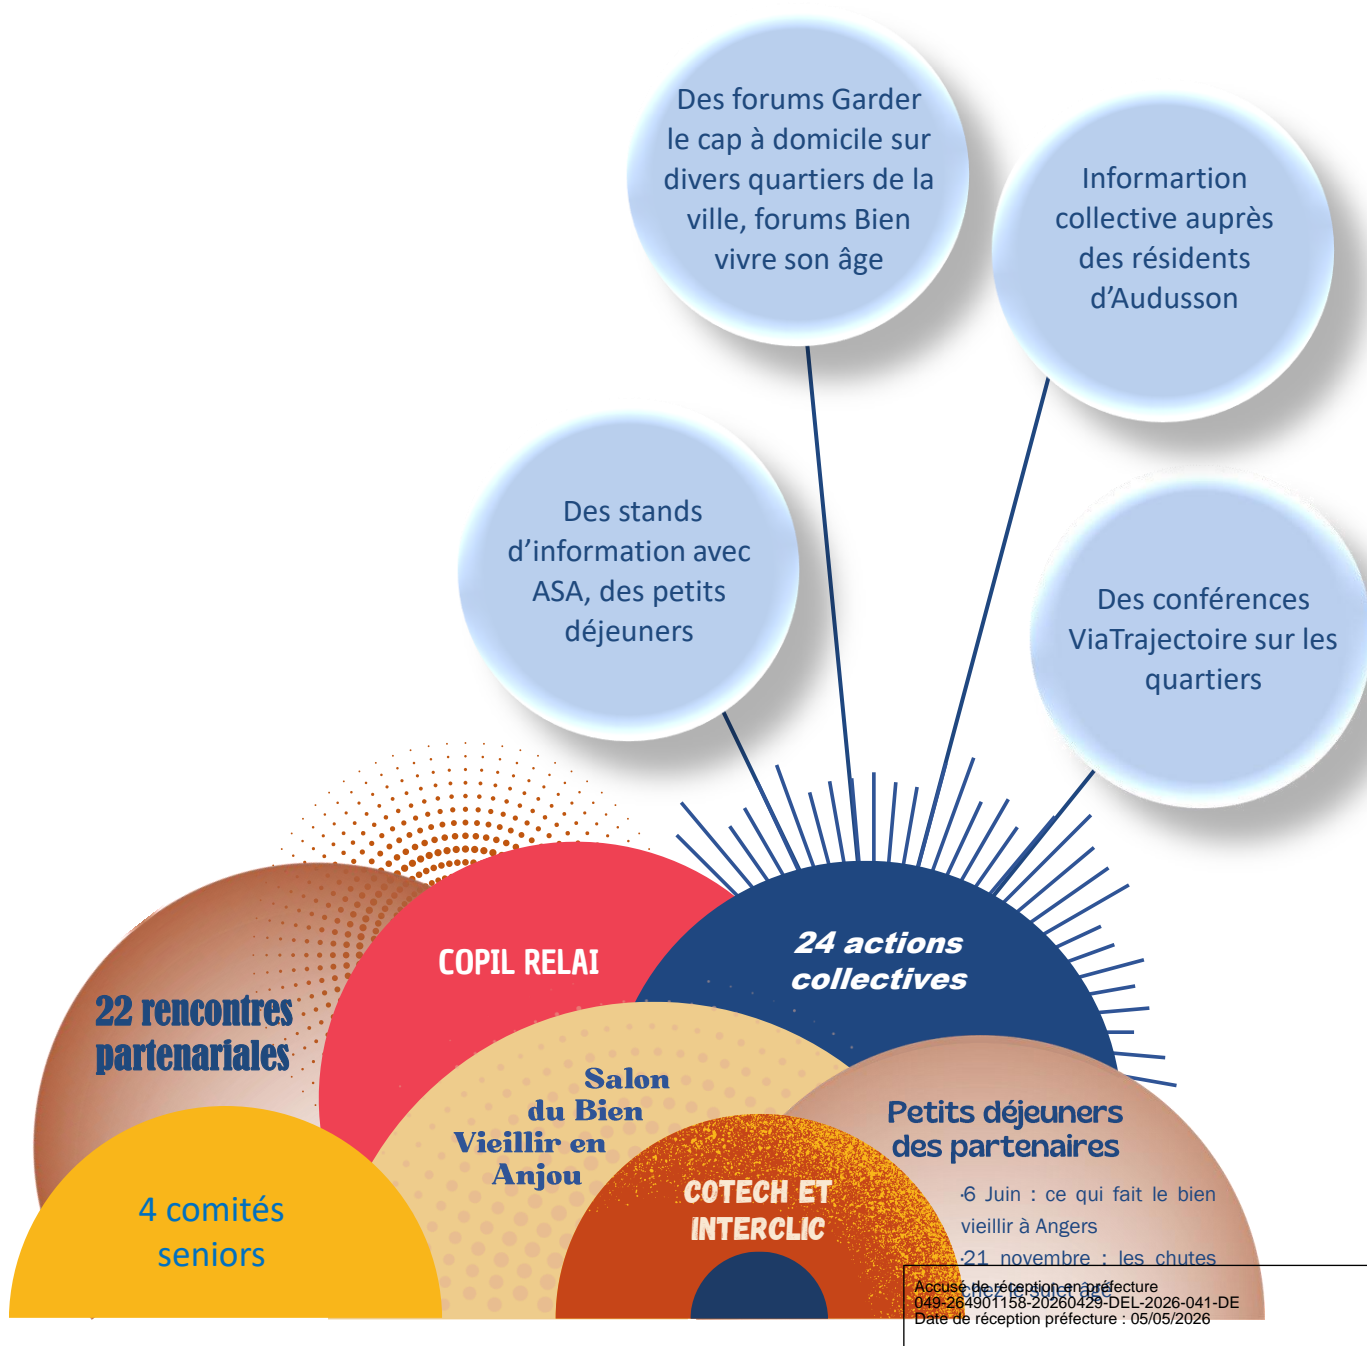 Des forums Garder
le cap à domicile sur
divers quartiers de la
ville, forums Bien
vivre son âge
Informartion
collective auprès
des résidents
d’Audusson
Des stands
d’information avec
ASA, des petits
déjeuners
Des conférences
ViaTrajectoire sur les
quartiers
COPIL RELAI
24 actions
collectives
22 rencontres
partenariales
Salon
du Bien
Vieillir en
Anjou
Petits déjeuners
des partenaires
·6 Juin : ce qui fait le bien
vieillir à Angers
·21 novembre : les chutes
chez le sujet âgé
COTECH ET
INTERCLIC
4 comités
seniors
Accusé de réception en préfecture
049-264901158-20260429-DEL-2026-041-DE
Date de réception préfecture : 05/05/2026